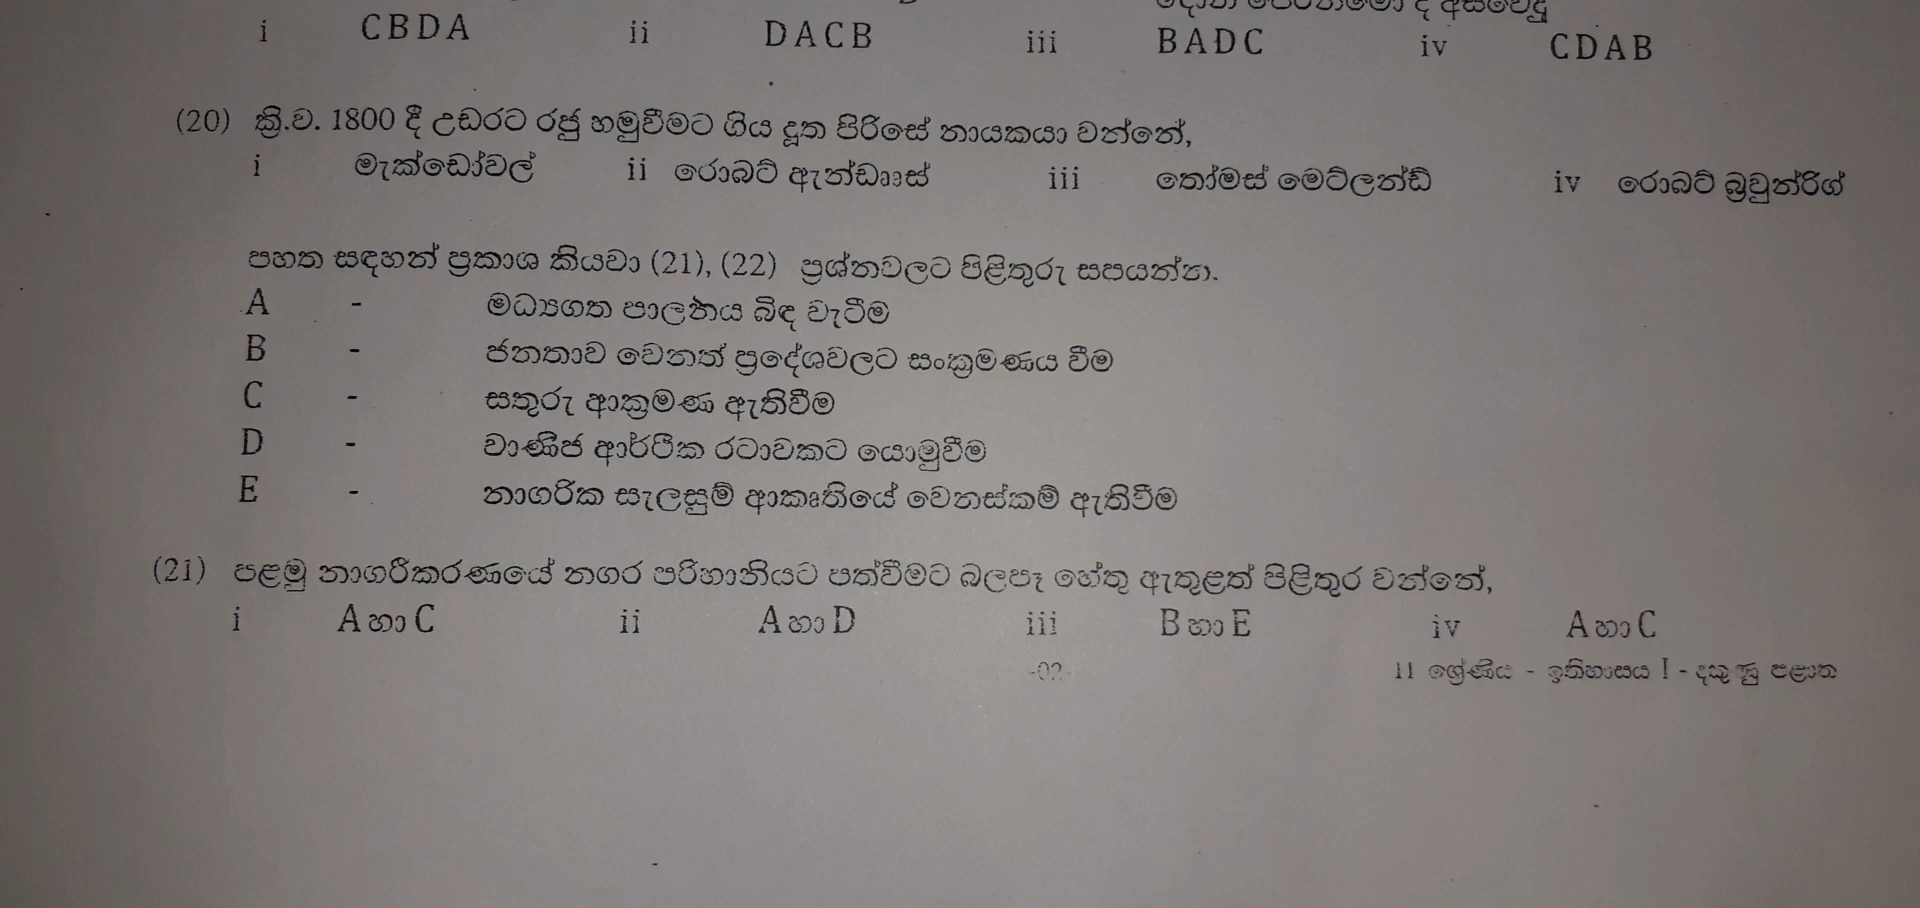 i CBDA ii DACB iii BADC iv CDAB
(20) ක්‍රි.ව. 1800 දී උඩරට රජු හමුවීමට ගිය දූත පිරිසේ නායකයා වන්නේ,
i මැක්ඩෝවල් ii රොබට් ඇන්ඩෲස් iii තෝමස් මෙට්ලන්ඩ් iv රොබට් බ්‍රවුන්රිග්
පහත සඳහන් ප්‍රකාශ කියවා (21), (22) ප්‍රශ්නවලට පිළිතුරු සපයන්න.
A - මධ්‍යගත පාලනය බිඳ වැටීම
B - ජනතාව වෙනත් ප්‍රදේශවලට සංක්‍රමණය වීම
C - සතුරු ආක්‍රමණ ඇතිවීම
D - වාණිජ ආර්ථික රටාවකට යොමුවීම
E - නාගරික සැලසුම් ආකෘතියේ වෙනස්කම් ඇතිවීම
(21) පළමු නාගරීකරණයේ නගර පරිහානියට පත්වීමට බලපෑ හේතු ඇතුළත් පිළිතුර වන්නේ,
i A හා C ii A හා D iii B හා E iv A හා C
-02-
11 ශ්‍රේණිය - ඉතිහාසය I - දකුණු පළාත